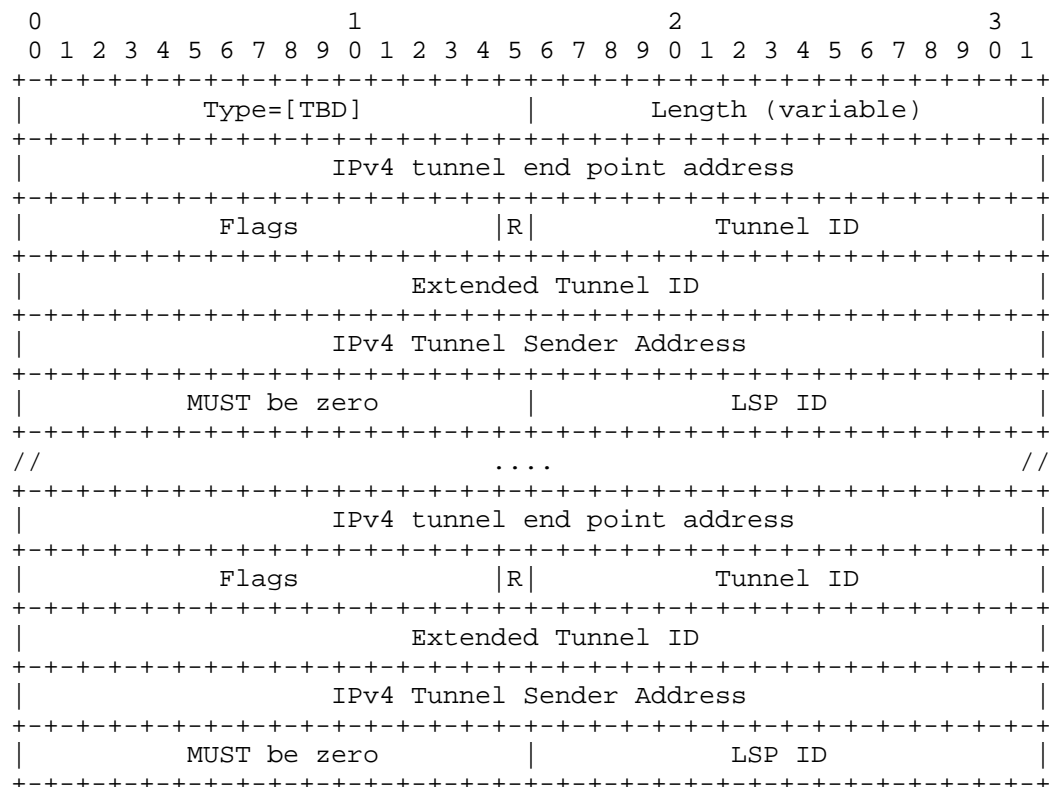 0                   1                   2                   3
 0 1 2 3 4 5 6 7 8 9 0 1 2 3 4 5 6 7 8 9 0 1 2 3 4 5 6 7 8 9 0 1
+-+-+-+-+-+-+-+-+-+-+-+-+-+-+-+-+-+-+-+-+-+-+-+-+-+-+-+-+-+-+-+-+
|           Type=[TBD]          |       Length (variable)       |
+-+-+-+-+-+-+-+-+-+-+-+-+-+-+-+-+-+-+-+-+-+-+-+-+-+-+-+-+-+-+-+-+
|                   IPv4 tunnel end point address               |
+-+-+-+-+-+-+-+-+-+-+-+-+-+-+-+-+-+-+-+-+-+-+-+-+-+-+-+-+-+-+-+-+
|            Flags            |R|           Tunnel ID           |
+-+-+-+-+-+-+-+-+-+-+-+-+-+-+-+-+-+-+-+-+-+-+-+-+-+-+-+-+-+-+-+-+
|                        Extended Tunnel ID                     |
+-+-+-+-+-+-+-+-+-+-+-+-+-+-+-+-+-+-+-+-+-+-+-+-+-+-+-+-+-+-+-+-+
|                   IPv4 Tunnel Sender Address                  |
+-+-+-+-+-+-+-+-+-+-+-+-+-+-+-+-+-+-+-+-+-+-+-+-+-+-+-+-+-+-+-+-+
|          MUST be zero         |            LSP ID             |
+-+-+-+-+-+-+-+-+-+-+-+-+-+-+-+-+-+-+-+-+-+-+-+-+-+-+-+-+-+-+-+-+
//                            ....                             //
+-+-+-+-+-+-+-+-+-+-+-+-+-+-+-+-+-+-+-+-+-+-+-+-+-+-+-+-+-+-+-+-+
|                   IPv4 tunnel end point address               |
+-+-+-+-+-+-+-+-+-+-+-+-+-+-+-+-+-+-+-+-+-+-+-+-+-+-+-+-+-+-+-+-+
|            Flags            |R|           Tunnel ID           |
+-+-+-+-+-+-+-+-+-+-+-+-+-+-+-+-+-+-+-+-+-+-+-+-+-+-+-+-+-+-+-+-+
|                        Extended Tunnel ID                     |
+-+-+-+-+-+-+-+-+-+-+-+-+-+-+-+-+-+-+-+-+-+-+-+-+-+-+-+-+-+-+-+-+
|                   IPv4 Tunnel Sender Address                  |
+-+-+-+-+-+-+-+-+-+-+-+-+-+-+-+-+-+-+-+-+-+-+-+-+-+-+-+-+-+-+-+-+
|          MUST be zero         |            LSP ID             |
+-+-+-+-+-+-+-+-+-+-+-+-+-+-+-+-+-+-+-+-+-+-+-+-+-+-+-+-+-+-+-+-+